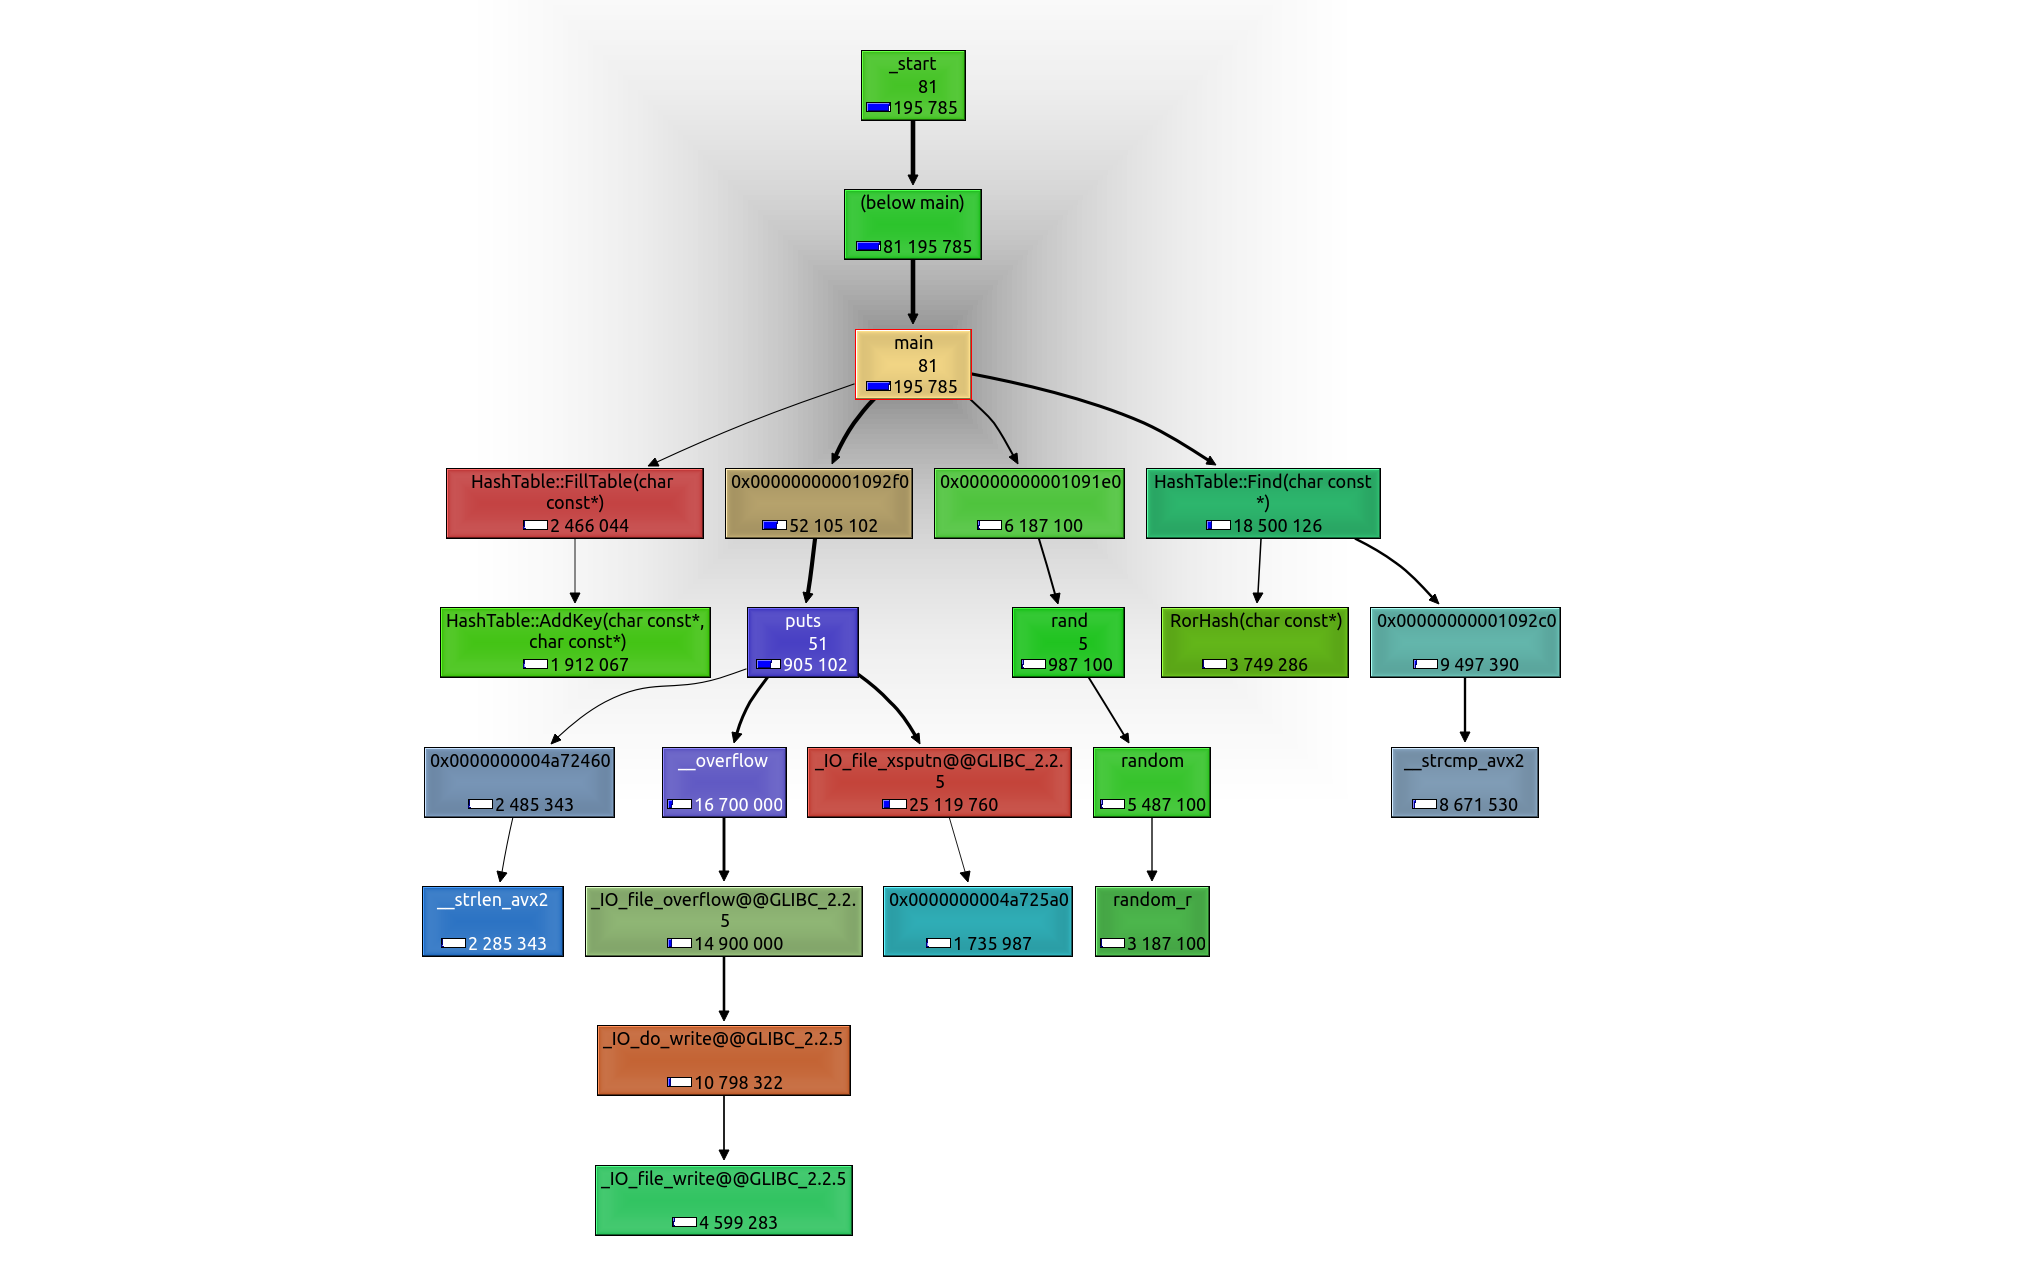 _start
81
195 785
(below main)
81 195 785
main
81
195 785
HashTable::FillTable(char
const*)
2 466 044
0x00000000001092f0
52 105 102
0x00000000001091e0
6 187 100
HashTable::Find(char const
*)
18 500 126
HashTable::AddKey(char const*,
char const*)
1 912 067
puts
51
905 102
rand
5
987 100
RorHash(char const*)
3 749 286
0x00000000001092c0
9 497 390
0x0000000004a72460
2 485 343
__overflow
16 700 000
_IO_file_xsputn@@GLIBC_2.2.
5
25 119 760
random
5 487 100
__strcmp_avx2
8 671 530
__strlen_avx2
2 285 343
_IO_file_overflow@@GLIBC_2.2.
5
14 900 000
0x0000000004a725a0
1 735 987
random_r
3 187 100
_IO_do_write@@GLIBC_2.2.5
10 798 322
_IO_file_write@@GLIBC_2.2.5
4 599 283